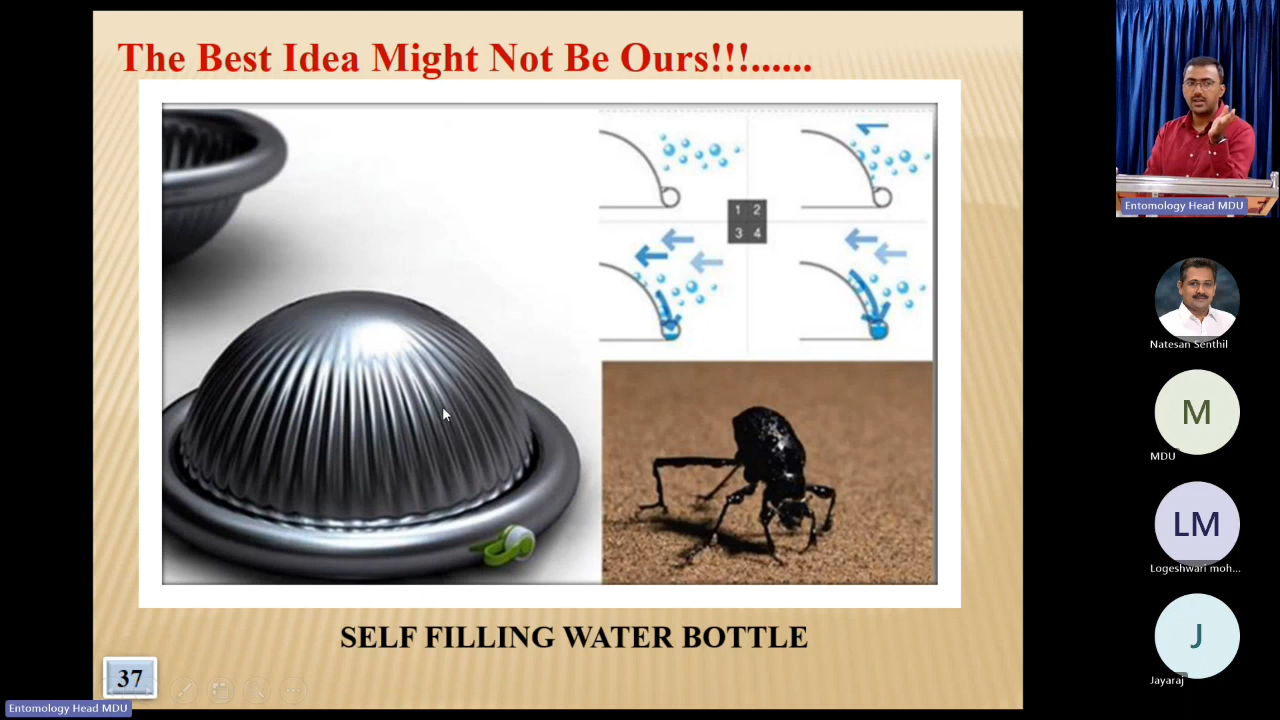 The Best Idea Might Not Be Ours!!!......
1 2
3 4
SELF FILLING WATER BOTTLE
37
Entomology Head MDU
Entomology Head MDU
Natesan Senthil
M
MDU
LM
Logeshwari moh...
J
Jayaraj